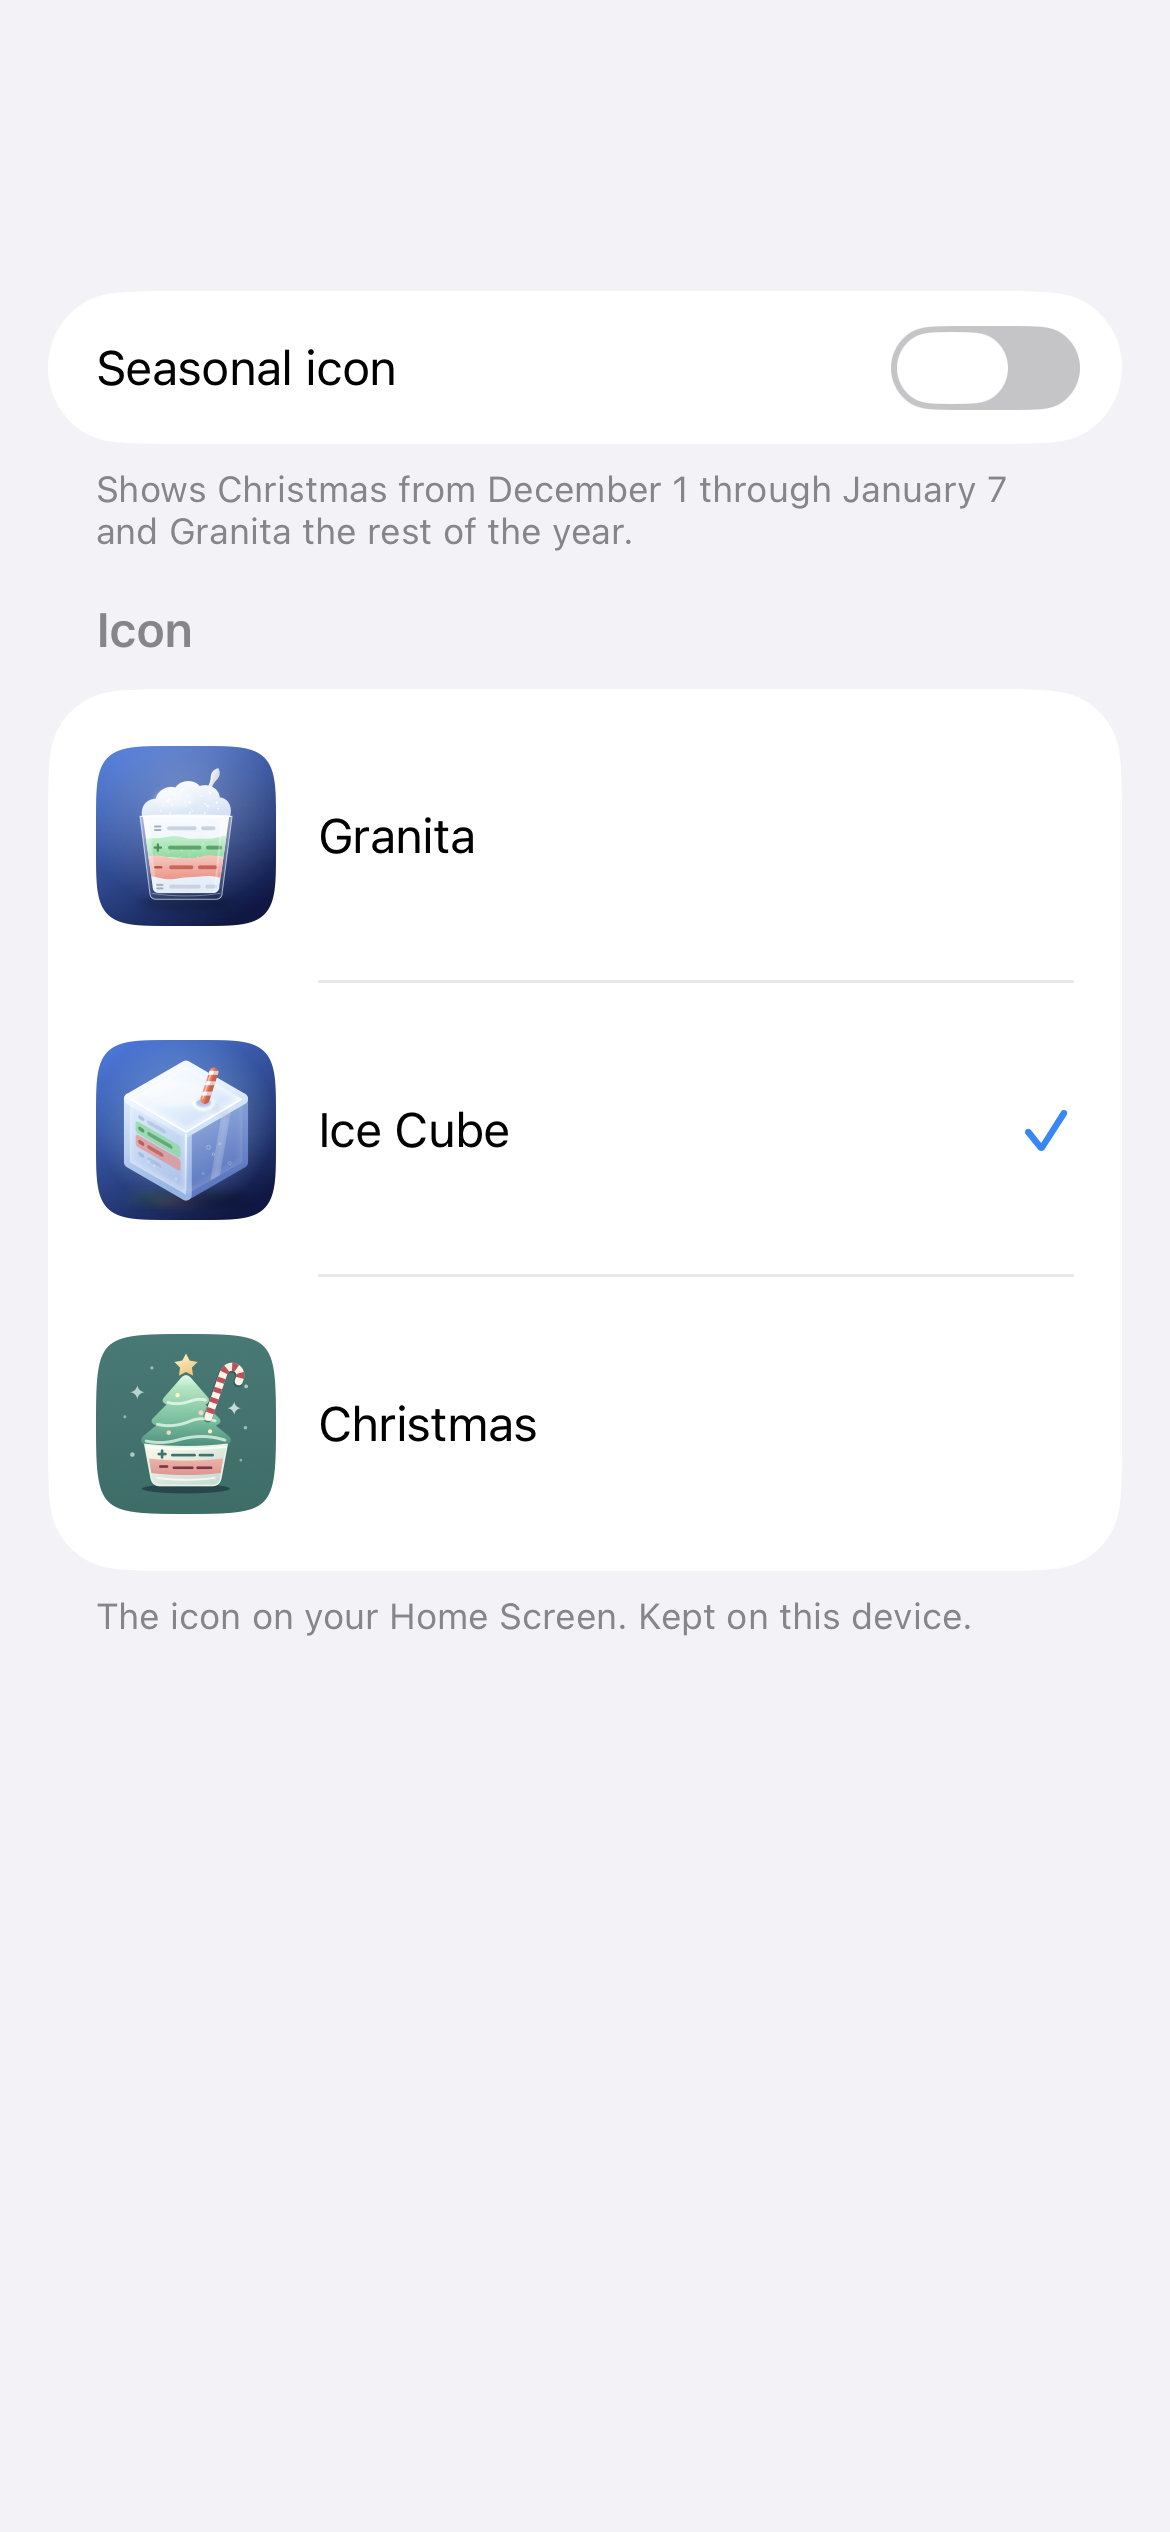 Seasonal icon
Shows Christmas from December 1 through January 7
and Granita the rest of the year.
Icon
Granita
Ice Cube
Christmas
The icon on your Home Screen. Kept on this device.